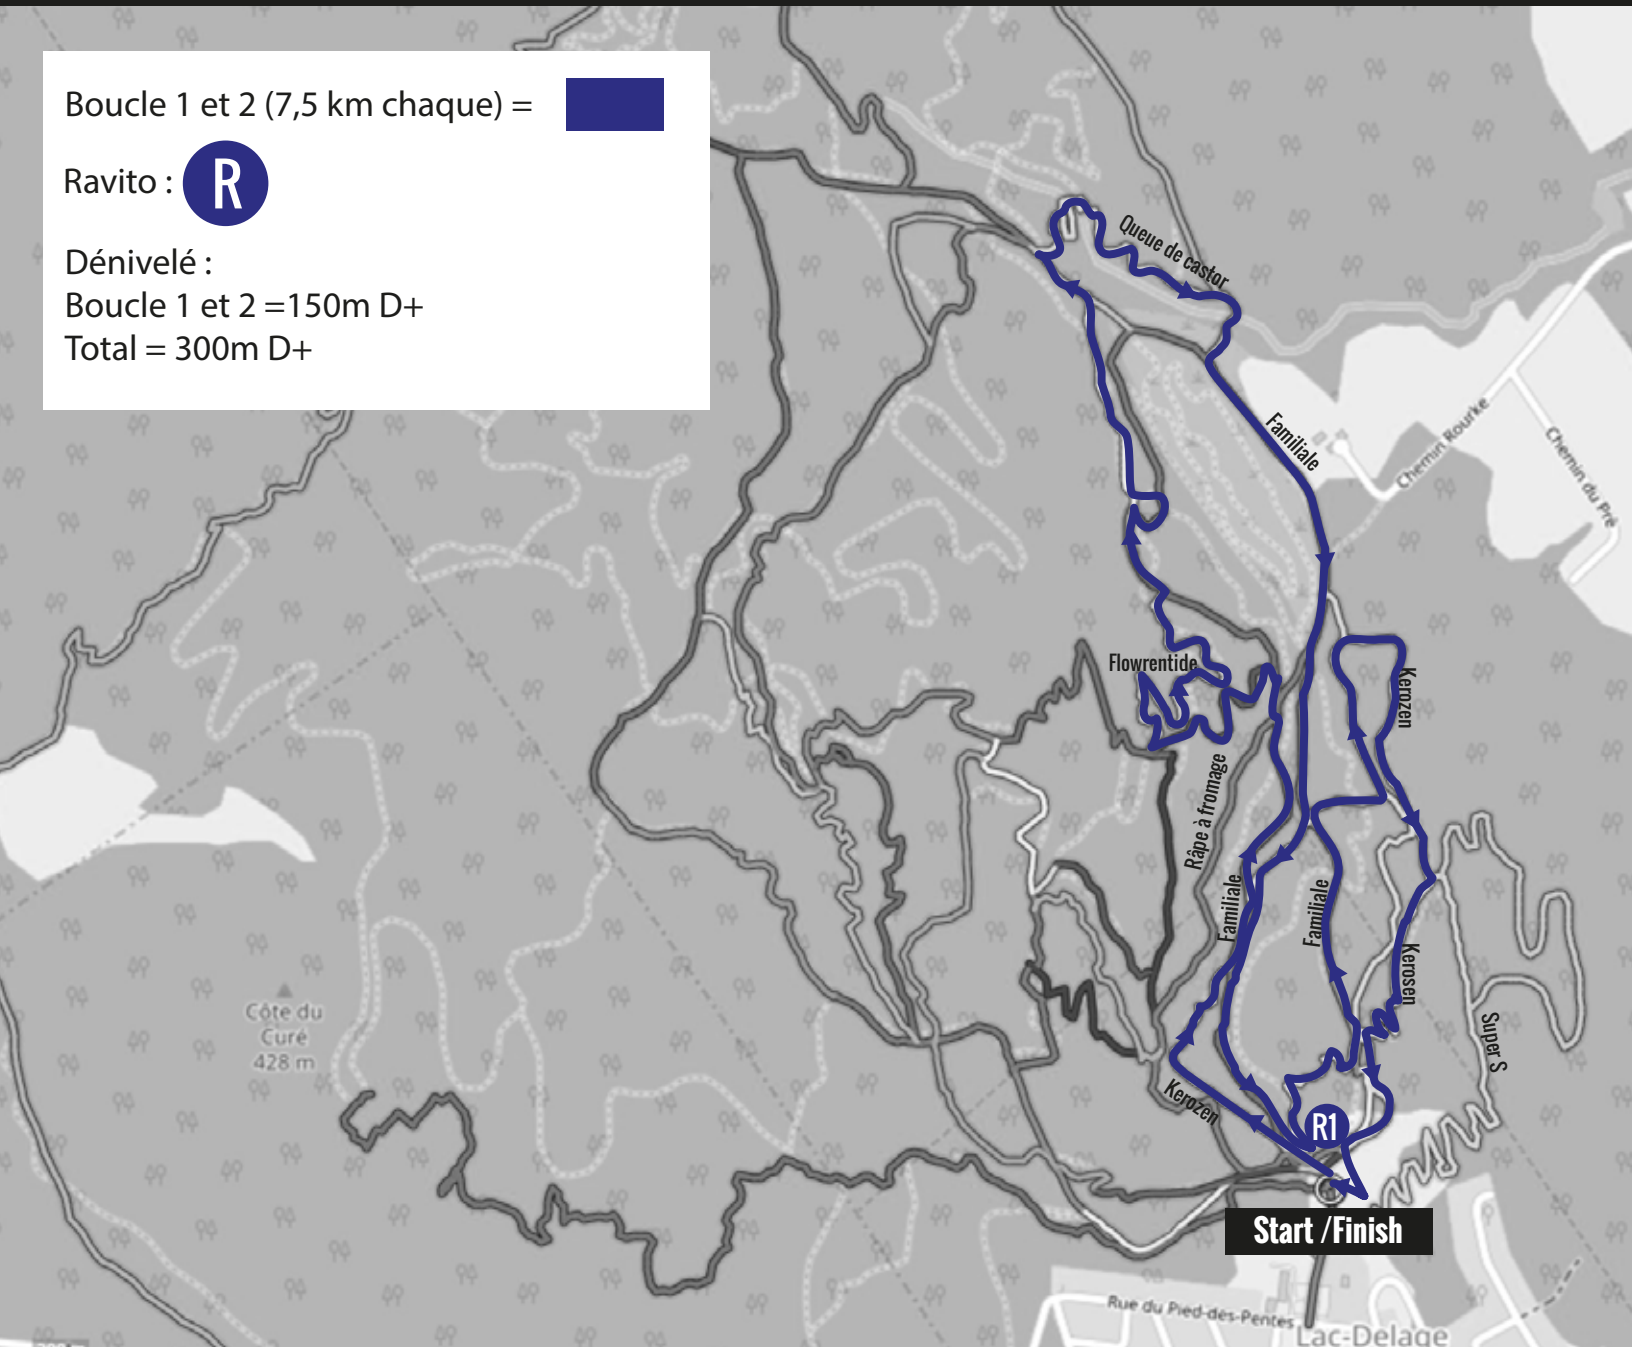 Boucle 1 et 2 (7,5 km chaque) =
Ravito : R
Dénivelé :
Boucle 1 et 2 =150m D+
Total = 300m D+
Queue de castor
Familiale
Chemin Rourke
Chemin du Pré
Flowrentide
Kerozen
Râpe à fromage
Familiale
Familiale
Kerosen
Super S
Côte du
Curé
428 m
Kerozen
R1
Start /Finish
Rue du Pied-des-Pentes
Lac-Delage